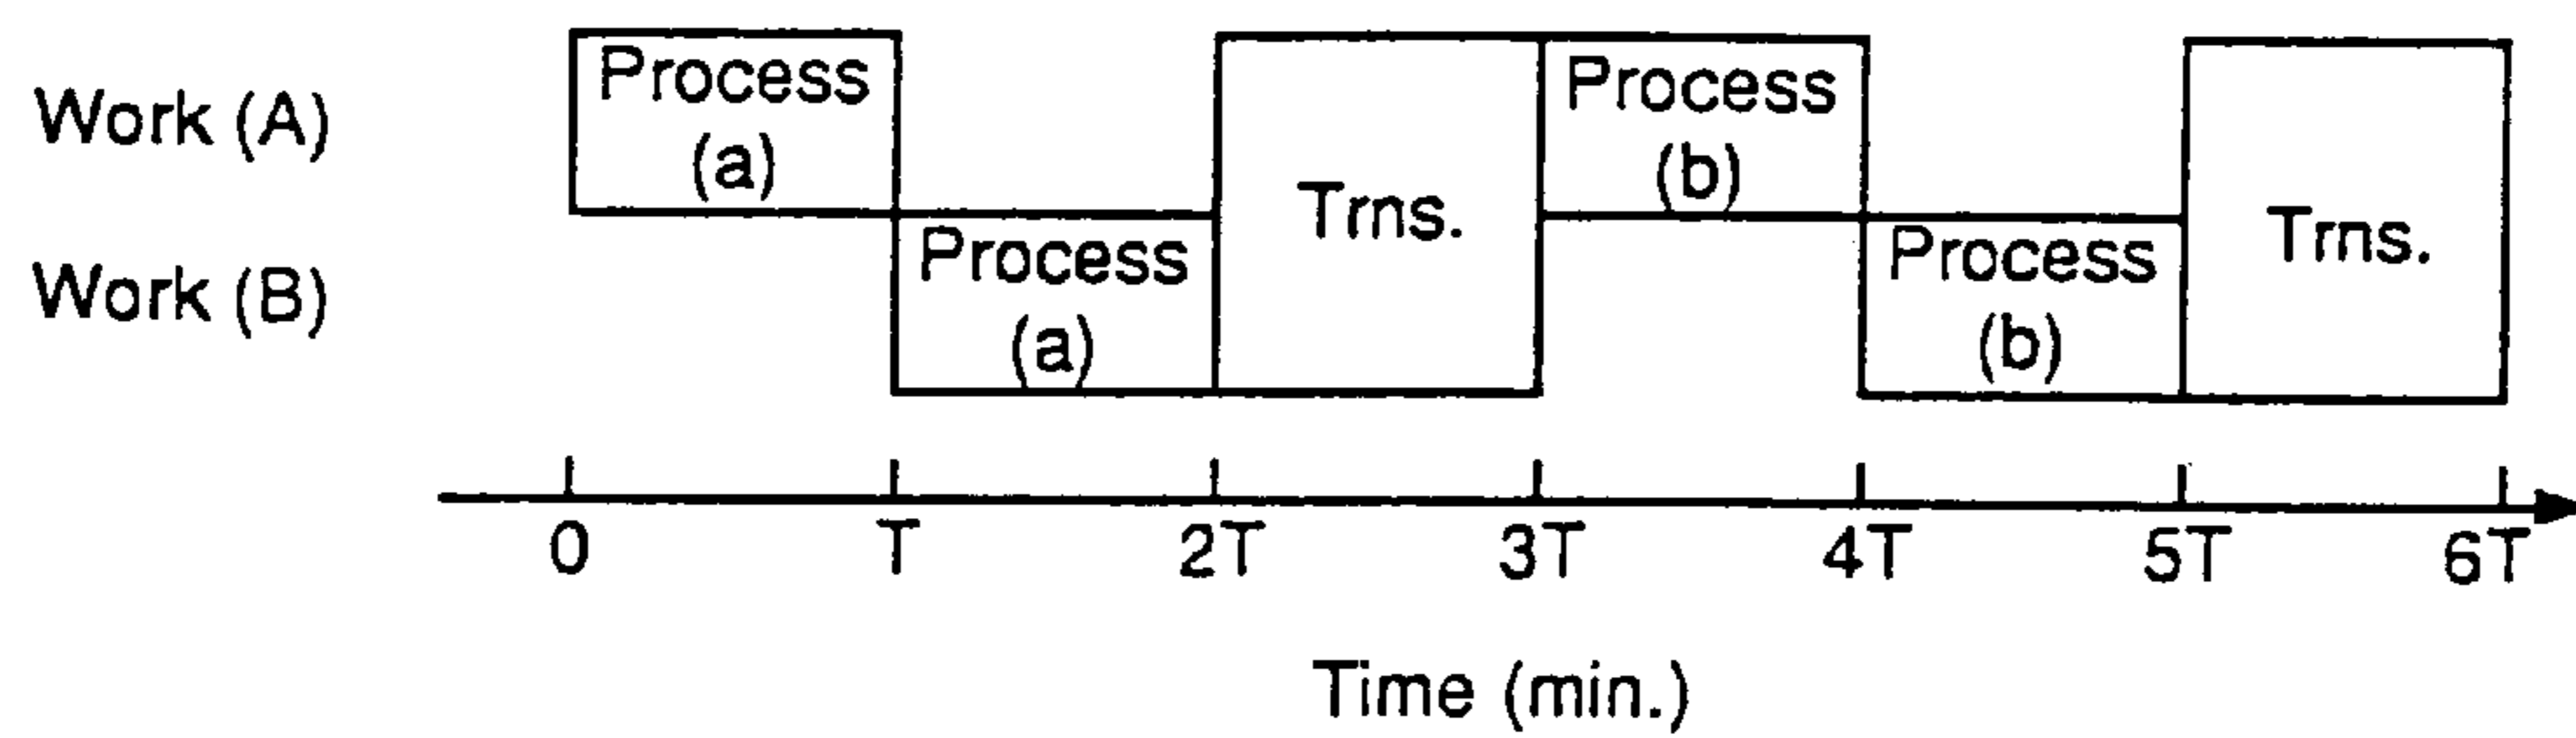 Work (A)
Process
(a)
Process
(b)
Work (B)
Process
(a)
Trns.
Process
(b)
Trns.
0 T 2T 3T 4T 5T 6T
Time (min.)